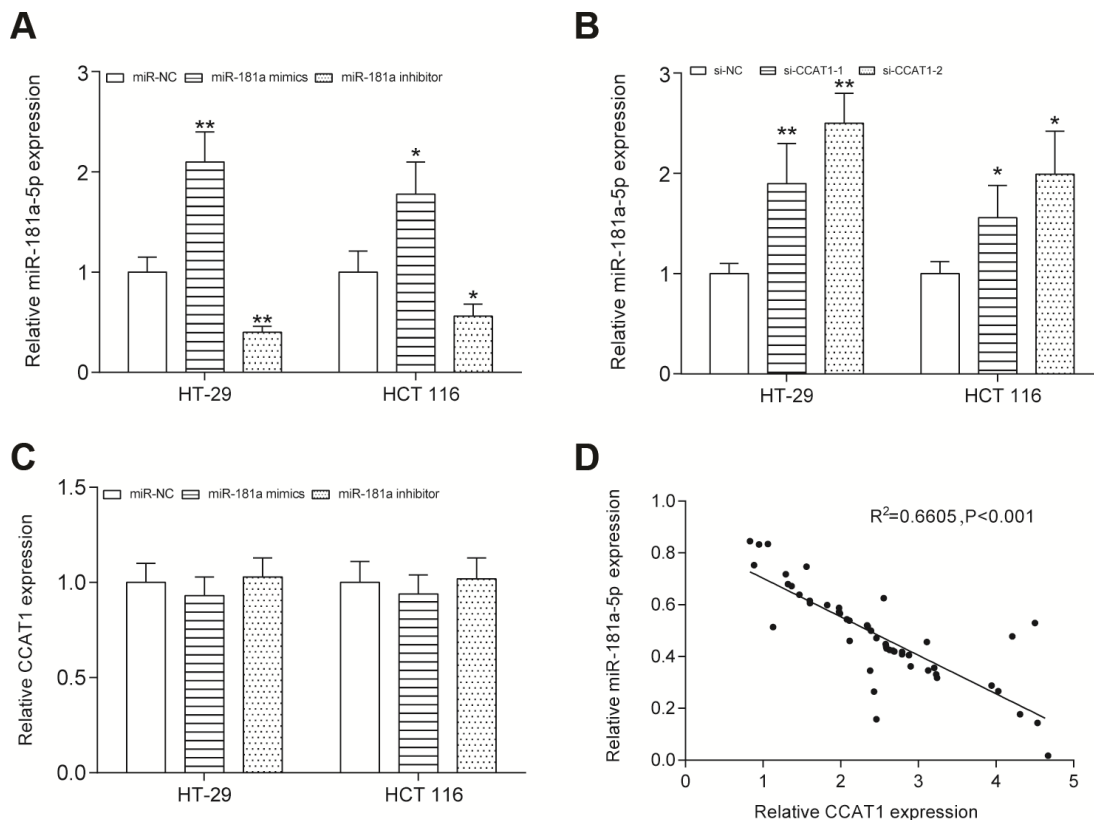 A
miR-NC miR-181a mimics miR-181a inhibitor
Relative miR-181a-5p expression
3
2
1
0
** ** * *
HT-29 HCT 116
B
si-NC si-CCAT1-1 si-CCAT1-2
Relative miR-181a-5p expression
3
2
1
0
** ** * *
HT-29 HCT 116
C
miR-NC miR-181a mimics miR-181a inhibitor
Relative CCAT1 expression
1.5
1.0
0.5
0.0
HT-29 HCT 116
D
R²=0.6605,P<0.001
Relative miR-181a-5p expression
1.0
0.8
0.6
0.4
0.2
0.0
0 1 2 3 4 5
Relative CCAT1 expression